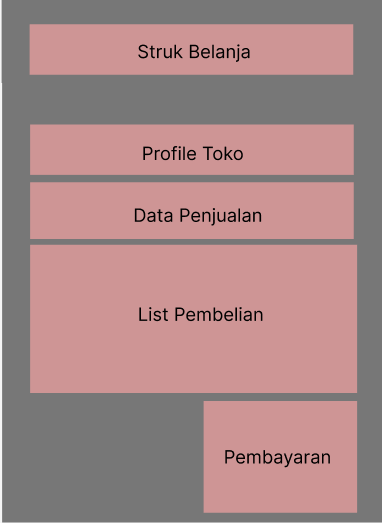 Struk Belanja
Profile Toko
Data Penjualan
List Pembelian
Pembayaran